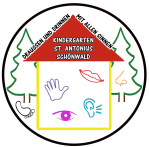 DRAUSSEN UND DRINNEN MIT ALLEN SINNEN
KINDERGARTEN
ST. ANTONIUS
SCHÖNWALD